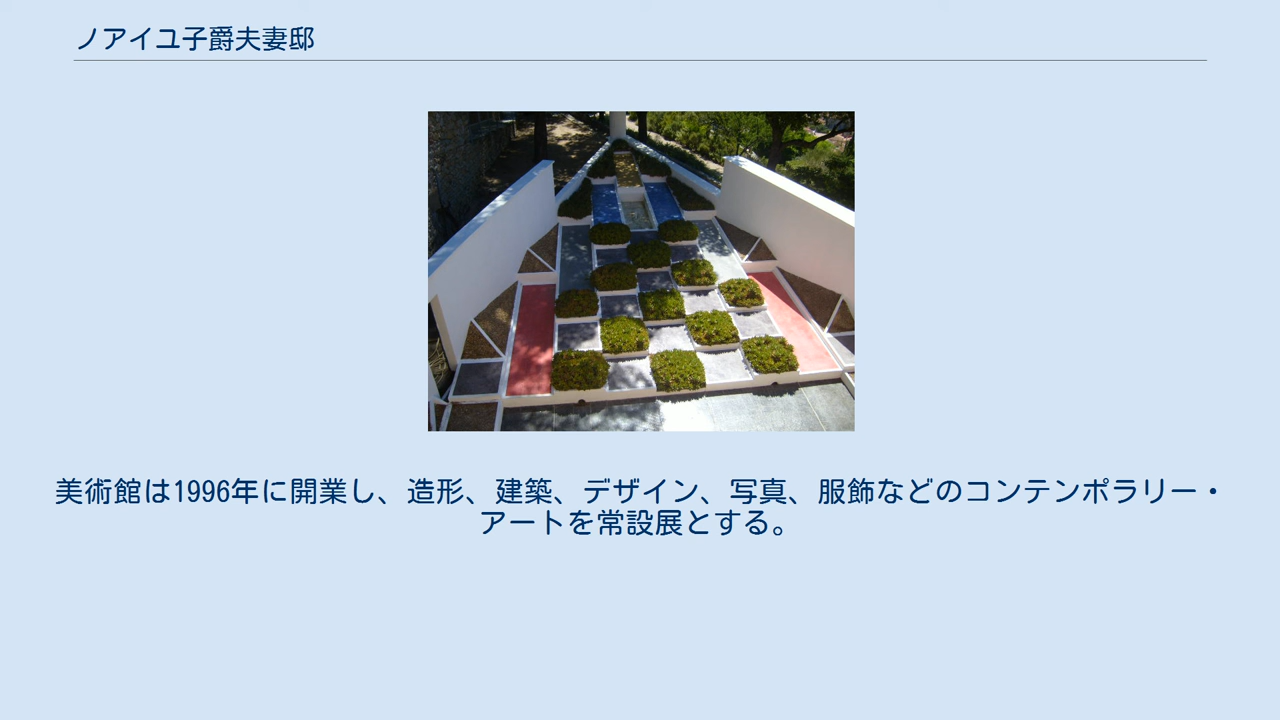 ノアイユ子爵夫妻邸
美術館は1996年に開業し、造形、建築、デザイン、写真、服飾などのコンテンポラリー・
アートを常設展とする。